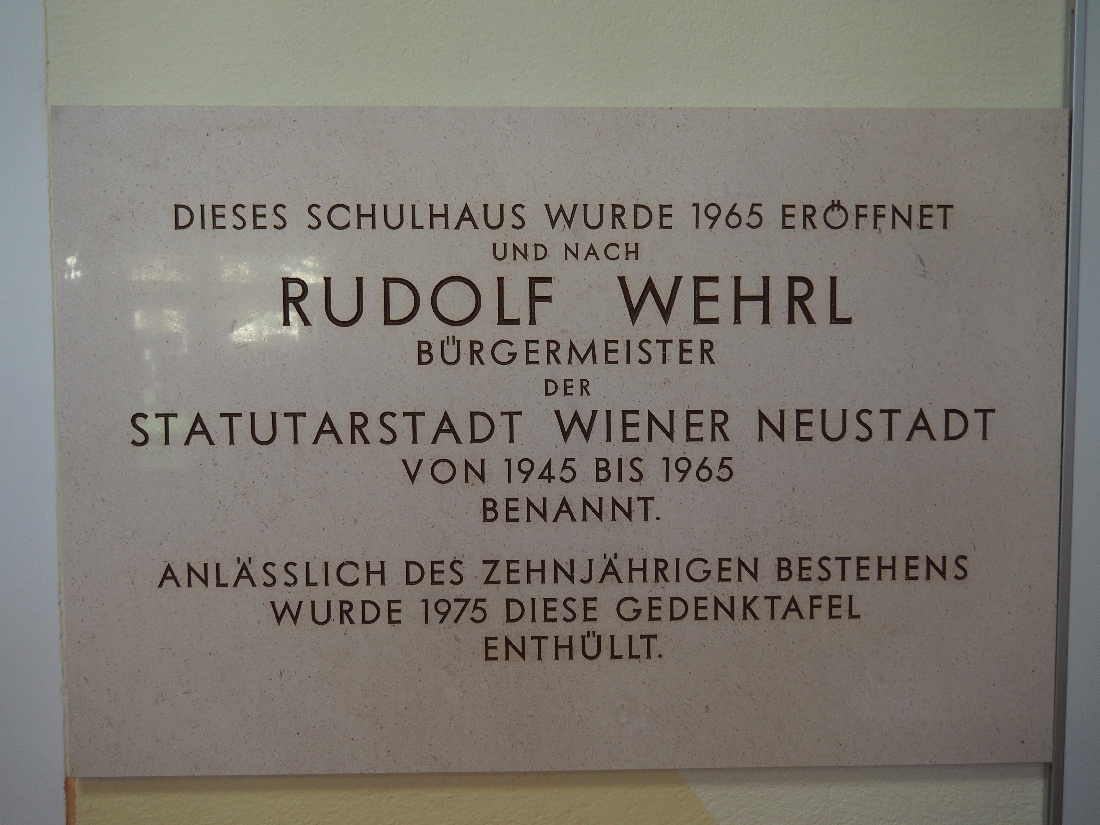 DIESES SCHULHAUS WURDE 1965 ERÖFFNET
UND NACH
RUDOLF WEHRL
BÜRGERMEISTER
DER
STATUTARSTADT WIENER NEUSTADT
VON 1945 BIS 1965
BENANNT.
ANLÄSSLICH DES ZEHNJÄHRIGEN BESTEHENS
WURDE 1975 DIESE GEDENKTAFEL
ENTHÜLLT.